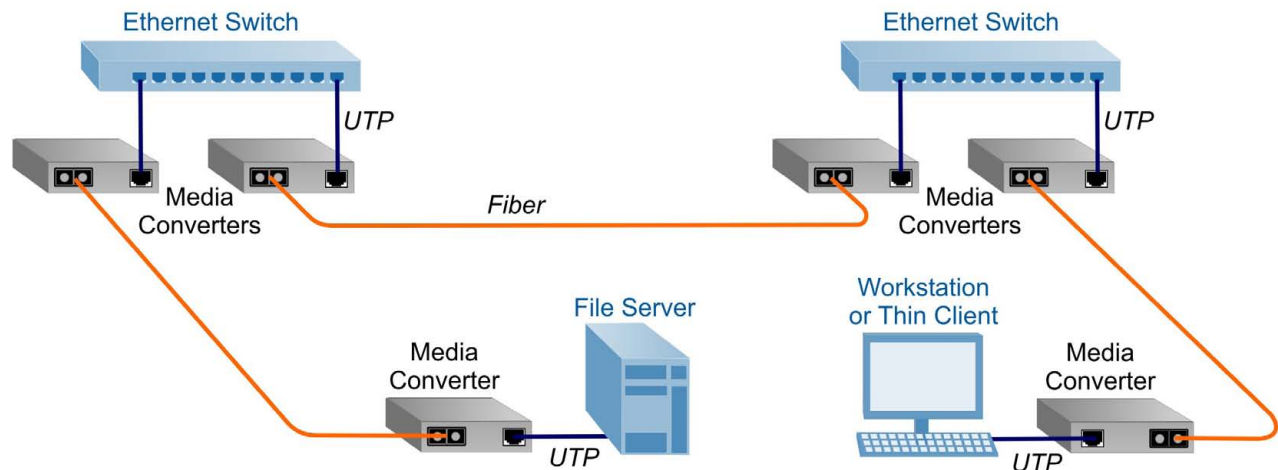 Ethernet Switch
Ethernet Switch
UTP
UTP
Media
Converters
Fiber
Media
Converters
File Server
Workstation
or Thin Client
Media
Converter
Media
Converter
UTP
UTP